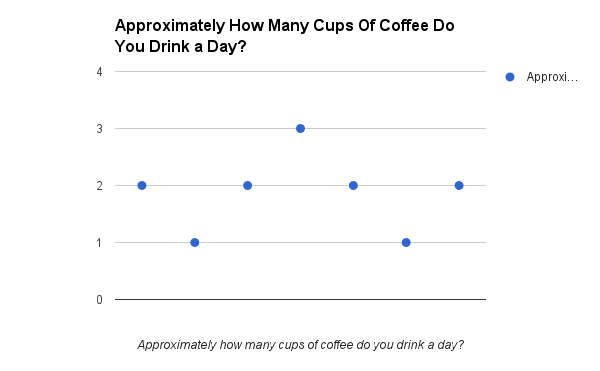 Approximately How Many Cups Of Coffee Do
You Drink a Day?
4
Approxi...
3
2
1
0
Approximately how many cups of coffee do you drink a day?